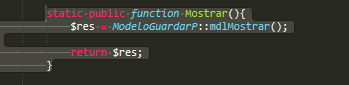 static public function Mostrar(){
$res = ModeloGuardarP::mdlMostrar();
return $res;
}